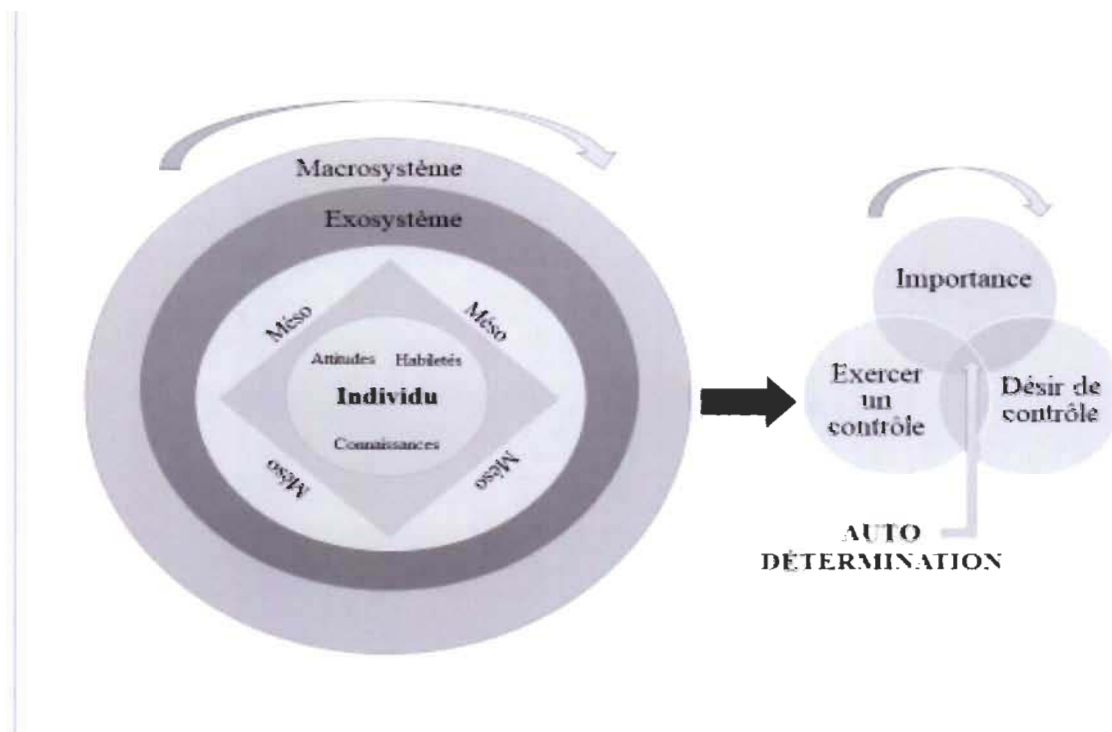 Macrosystème
Exosystème
Méso
Méso
Attitudes Habiletés
Individu
Connaissances
Méso
Méso
Importance
Exercer
un
contrôle
Désir de
contrôle
AUTO
DÉTERMINATION